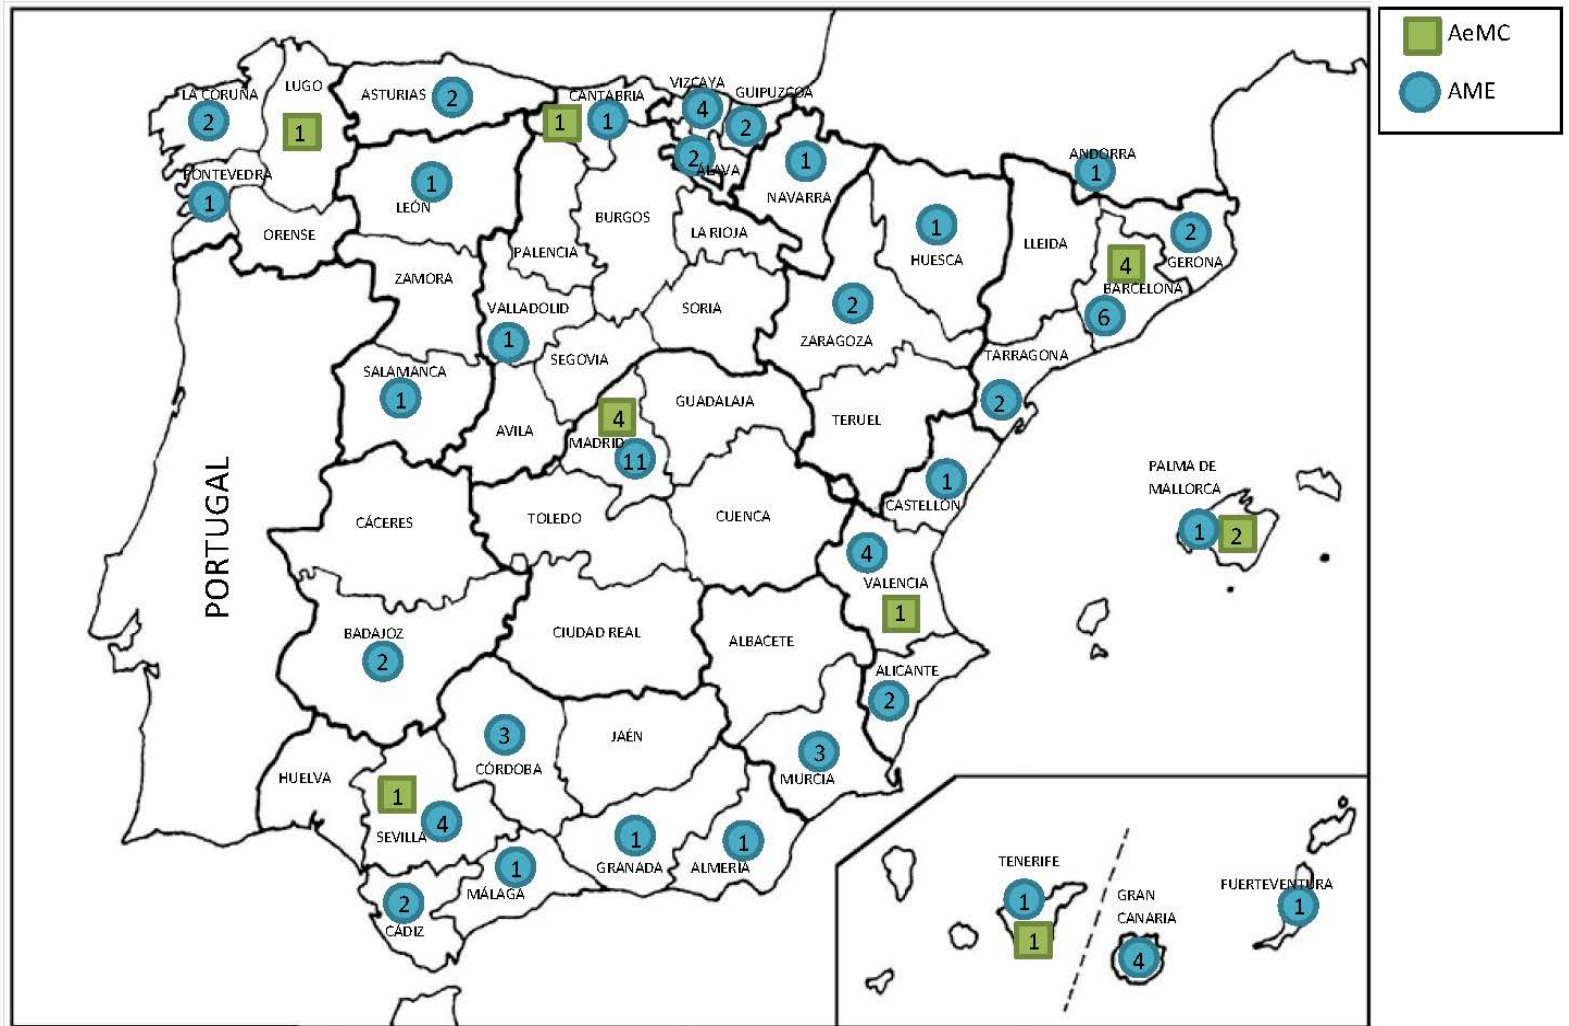 AeMC
AME
LA CORUÑA
2
LUGO
1
ASTURIAS
2
CANTABRIA
1
1
VIZCAYA
4
GUIPUZCOA
2
2
ÁLAVA
NAVARRA
1
ANDORRA
1
PONTEVEDRA
1
ORENSE
LEÓN
1
PALENCIA
BURGOS
LA RIOJA
HUESCA
1
LLEIDA
GERONA
2
BARCELONA
4
6
ZAMORA
VALLADOLID
1
SORIA
ZARAGOZA
2
TARRAGONA
2
SALAMANCA
1
SEGOVIA
AVILA
MADRID
4
11
GUADALAJA
TERUEL
CASTELLÓN
1
PALMA DE
MALLORCA
1
2
PORTUGAL
CÁCERES
TOLEDO
CUENCA
VALENCIA
4
1
BADAJOZ
2
CIUDAD REAL
ALBACETE
ALICANTE
2
HUELVA
SEVILLA
1
4
CÓRDOBA
3
JAÉN
MURCIA
3
CÁDIZ
2
MÁLAGA
1
GRANADA
1
ALMERÍA
1
TENERIFE
1
1
GRAN
CANARIA
4
FUERTEVENTURA
1